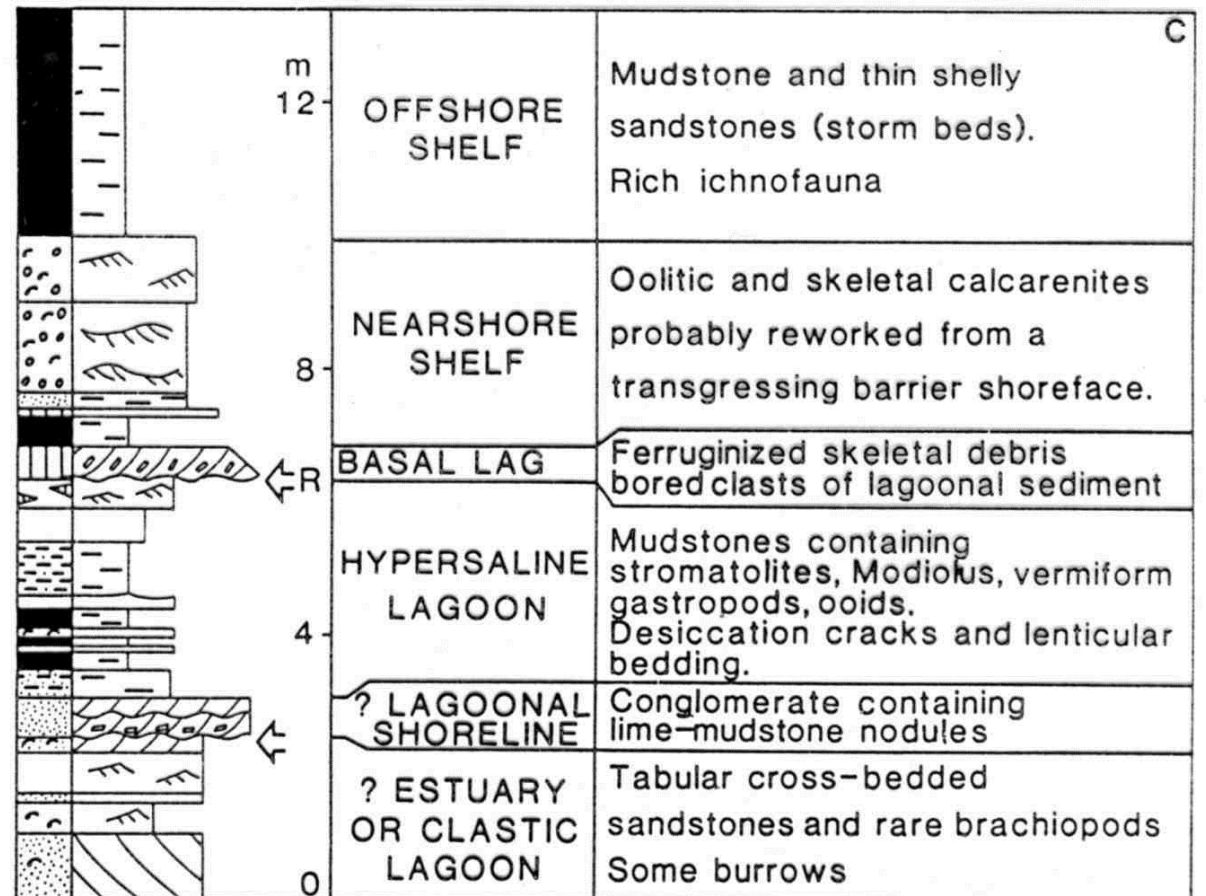 C
m
12
OFFSHORE
SHELF
Mudstone and thin shelly
sandstones (storm beds).
Rich ichnofauna
NEARSHORE
SHELF
8
Oolitic and skeletal calcarenites
probably reworked from a
transgressing barrier shoreface.
R
BASAL LAG
Ferruginized skeletal debris
bored clasts of lagoonal sediment
HYPERSALINE
LAGOON
4
Mudstones containing
stromatolites, Modiolus, vermiform
gastropods, ooids.
Desiccation cracks and lenticular
bedding.
? LAGOONAL
SHORELINE
Conglomerate containing
lime-mudstone nodules
? ESTUARY
OR CLASTIC
LAGOON
0
Tabular cross-bedded
sandstones and rare brachiopods
Some burrows